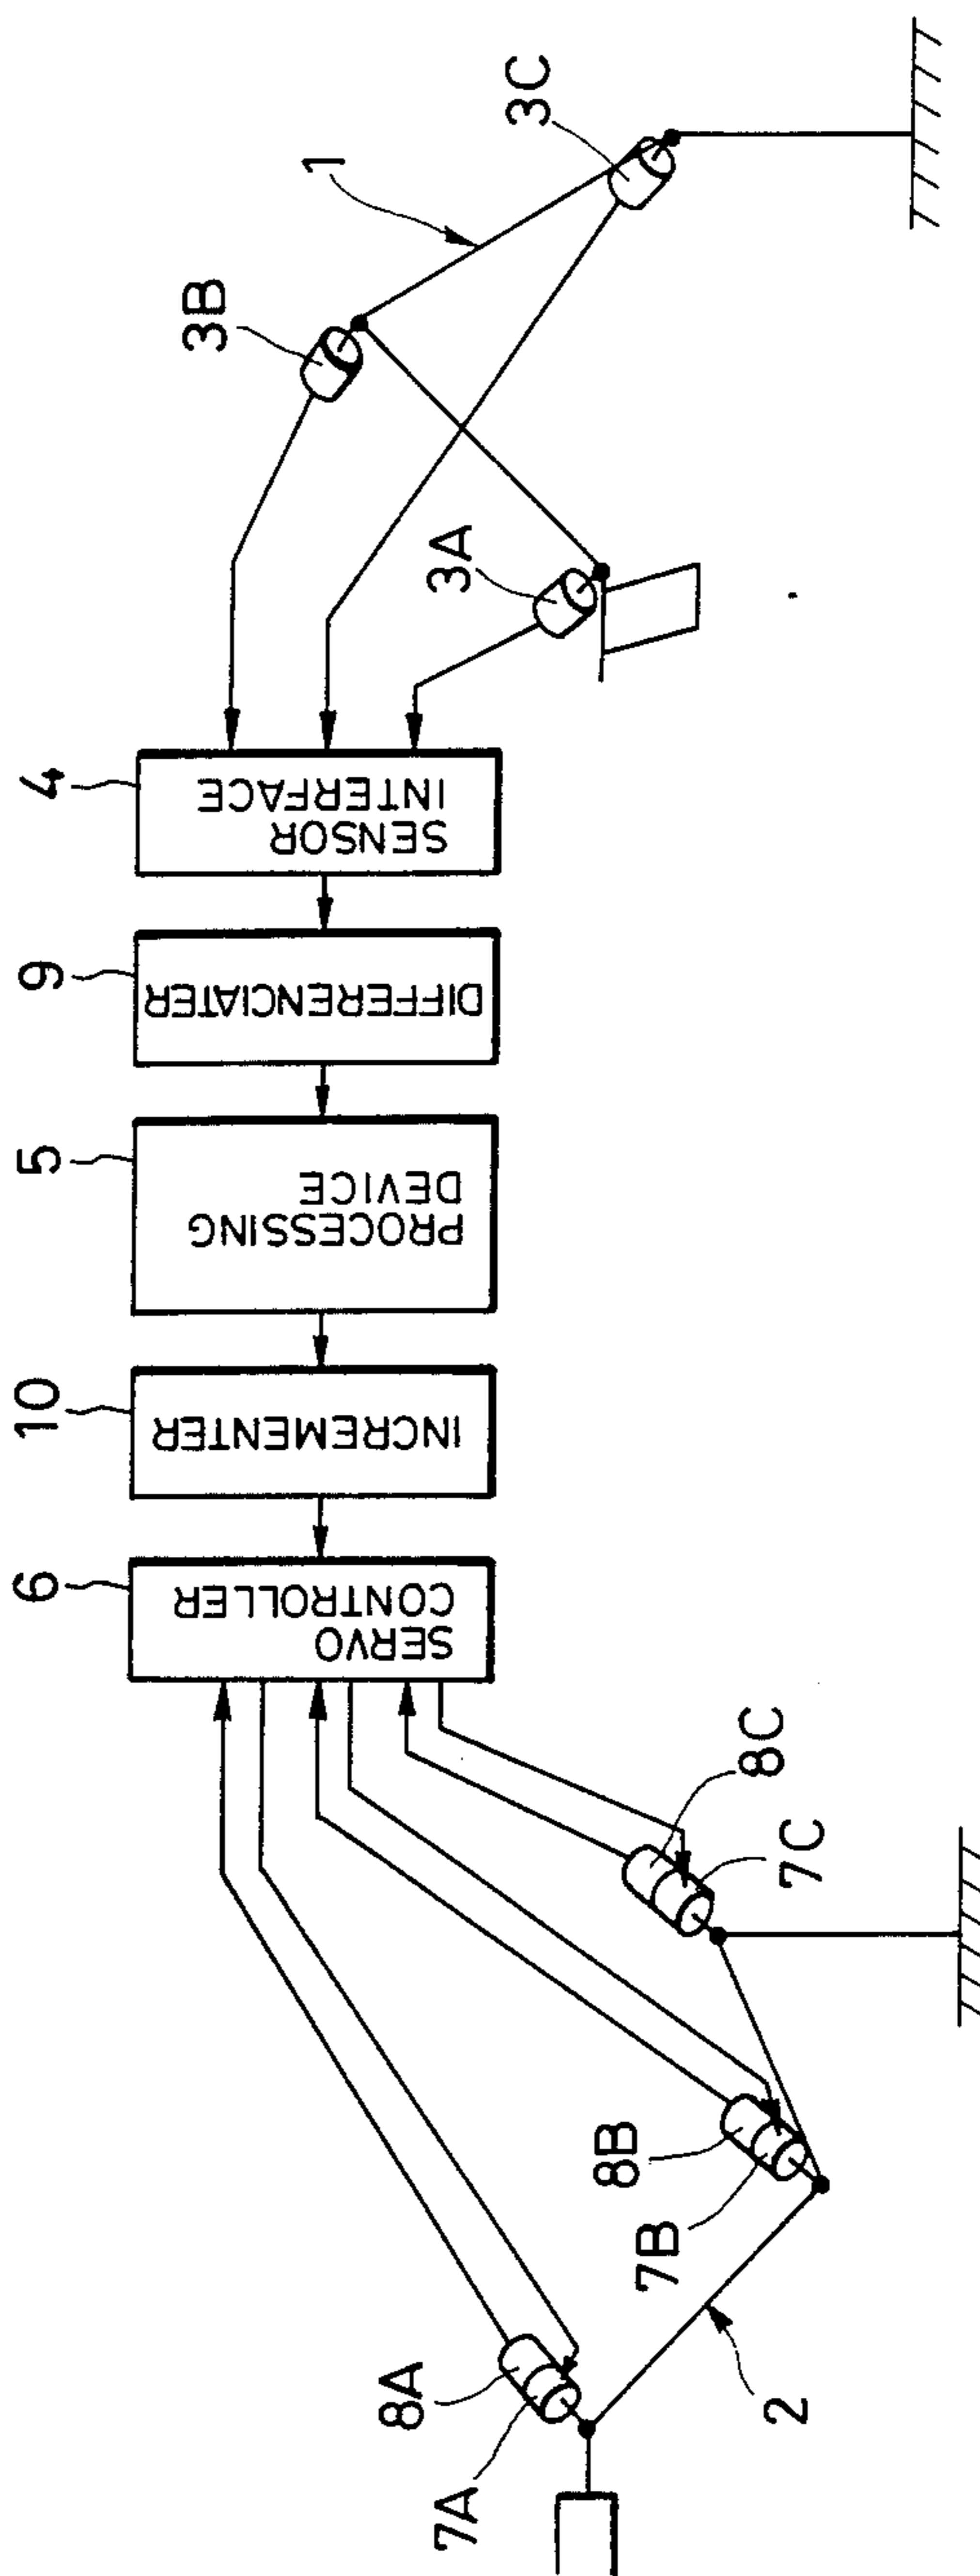 1
3C
3B
3A
4
SENSOR
INTERFACE
9
DIFFERENCIATER
5
PROCESSING
DEVICE
10
INCREMENTER
6
SERVO
CONTROLLER
8C
7C
8B
7B
2
8A
7A